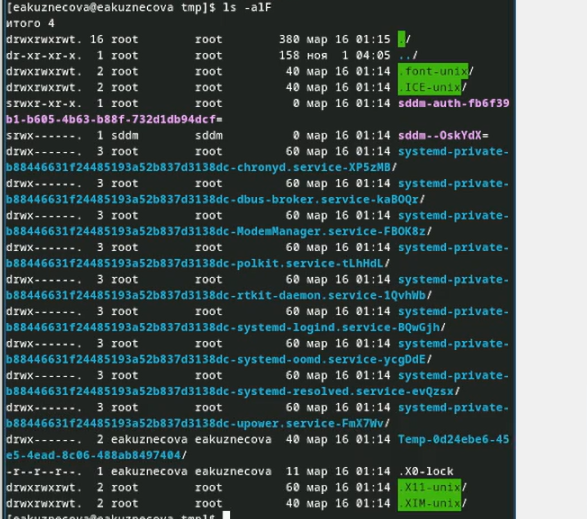 [eakuznecova@eakuznecova tmp]$ ls -alF
итого 4
drwxrwxrwt. 16 root root 380 мар 16 01:15 ./
dr-xr-xr-x. 1 root root 158 ноя 1 04:05 ../
drwxrwxrwt. 2 root root 40 мар 16 01:14 .font-unix/
drwxrwxrwt. 2 root root 40 мар 16 01:14 .ICE-unix/
srwxr-xr-x. 1 root root 0 мар 16 01:14 sddm-auth-fb6f39
b1-b605-4b63-b88f-732d1db94dcf=
srwx------. 1 sddm sddm 0 мар 16 01:14 sddm--OskYdX=
drwx------. 3 root root 60 мар 16 01:14 systemd-private-
b88446631f24485193a52b837d3138dc-chronyd.service-XP5zMB/
drwx------. 3 root root 60 мар 16 01:14 systemd-private-
b88446631f24485193a52b837d3138dc-dbus-broker.service-kaBOQr/
drwx------. 3 root root 60 мар 16 01:14 systemd-private-
b88446631f24485193a52b837d3138dc-ModemManager.service-FBOK8z/
drwx------. 3 root root 60 мар 16 01:14 systemd-private-
b88446631f24485193a52b837d3138dc-polkit.service-tLhHdL/
drwx------. 3 root root 60 мар 16 01:14 systemd-private-
b88446631f24485193a52b837d3138dc-rtkit-daemon.service-1QvhWb/
drwx------. 3 root root 60 мар 16 01:14 systemd-private-
b88446631f24485193a52b837d3138dc-systemd-logind.service-BQwGjh/
drwx------. 3 root root 60 мар 16 01:14 systemd-private-
b88446631f24485193a52b837d3138dc-systemd-oomd.service-ycgDdE/
drwx------. 3 root root 60 мар 16 01:14 systemd-private-
b88446631f24485193a52b837d3138dc-systemd-resolved.service-evQzsx/
drwx------. 3 root root 60 мар 16 01:14 systemd-private-
b88446631f24485193a52b837d3138dc-upower.service-FmX7Wv/
drwx------. 2 eakuznecova eakuznecova 40 мар 16 01:14 Temp-0d24ebe6-45
e5-4ead-8c06-488ab8497404/
-r--r--r--. 1 eakuznecova eakuznecova 11 мар 16 01:14 .X0-lock
drwxrwxrwt. 2 root root 60 мар 16 01:14 .X11-unix/
drwxrwxrwt. 2 root root 40 мар 16 01:14 .XIM-unix/
[eakuznecova@eakuznecova tmp]$